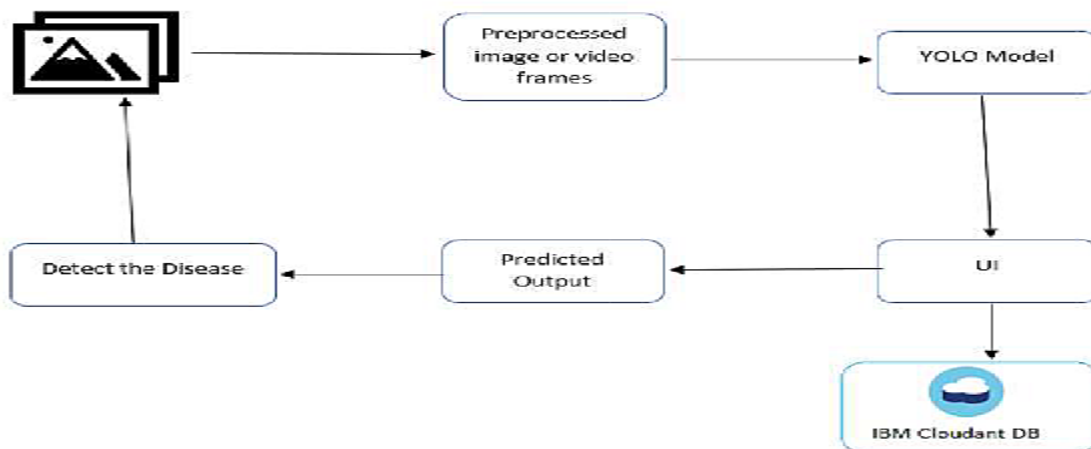 Preprocessed
image or video
frames
YOLO Model
Detect the Disease
Predicted
Output
UI
IBM Cloudant DB